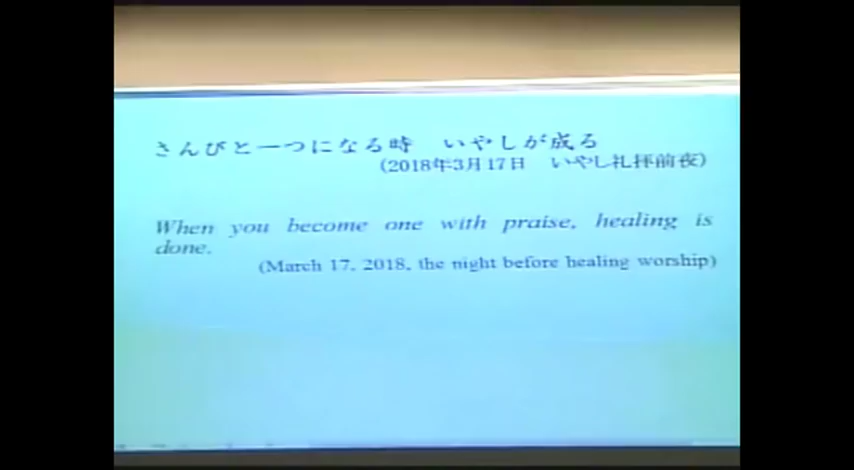 さんびと一つになる時　いやしが成る
(2018年3月17日　いやし礼拝前夜)
When you become one with praise, healing is
done.
(March 17, 2018, the night before healing worship)